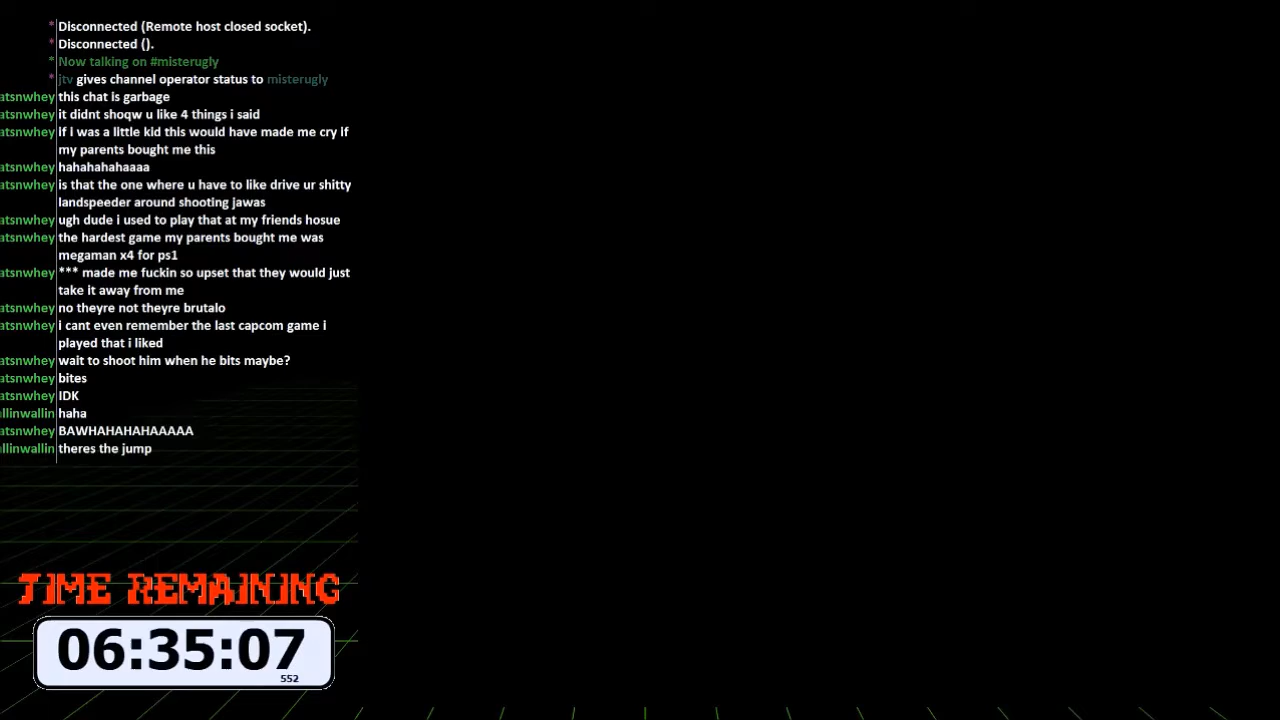 * Disconnected (Remote host closed socket).
* Disconnected ().
* Now talking on #misterugly
* jtv gives channel operator status to misterugly
atsnwhey this chat is garbage
atsnwhey it didnt shoqw u like 4 things i said
atsnwhey if i was a little kid this would have made me cry if
my parents bought me this
atsnwhey hahahahahaaaa
atsnwhey is that the one where u have to like drive ur shitty
landspeeder around shooting jawas
atsnwhey ugh dude i used to play that at my friends hosue
atsnwhey the hardest game my parents bought me was
megaman x4 for ps1
atsnwhey *** made me fuckin so upset that they would just
take it away from me
atsnwhey no theyre not theyre brutalo
atsnwhey i cant even remember the last capcom game i
played that i liked
atsnwhey wait to shoot him when he bits maybe?
atsnwhey bites
atsnwhey IDK
llinwallin haha
atsnwhey BAWHAHAHAHAAAAA
llinwallin theres the jump
TIME REMAINING
06:35:07
552